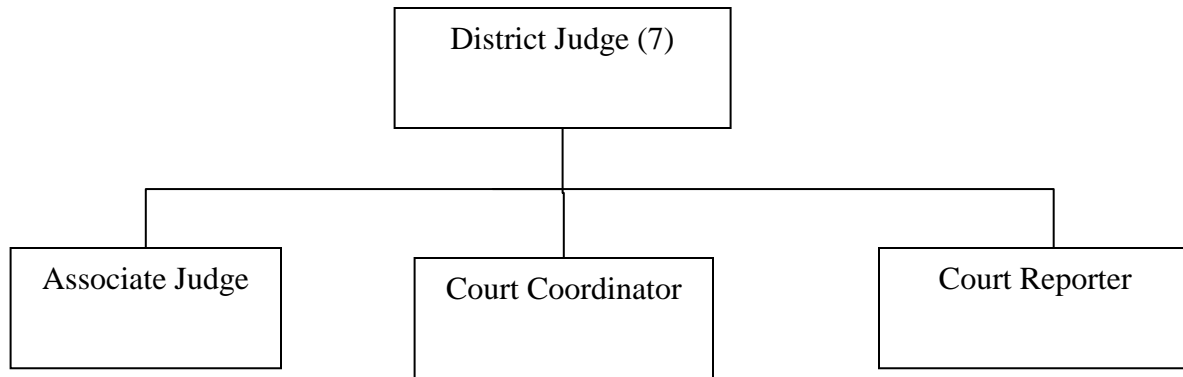 District Judge (7)
Associate Judge
Court Coordinator
Court Reporter